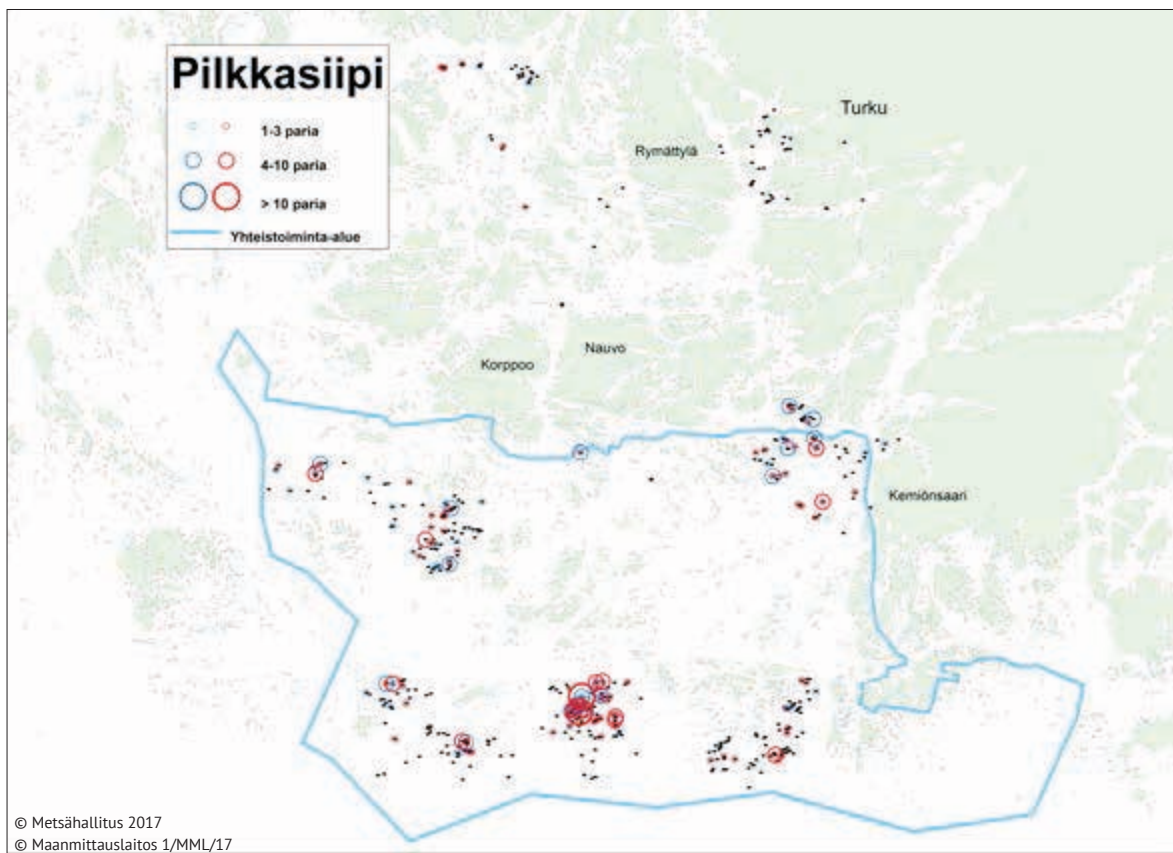 Pilkkasiipi
1-3 paria
4-10 paria
> 10 paria
Yhteistoiminta-alue
Turku
Rymättylä
Nauvo
Korppoo
Kemiönsaari
© Metsähallitus 2017
© Maanmittauslaitos 1/MML/17